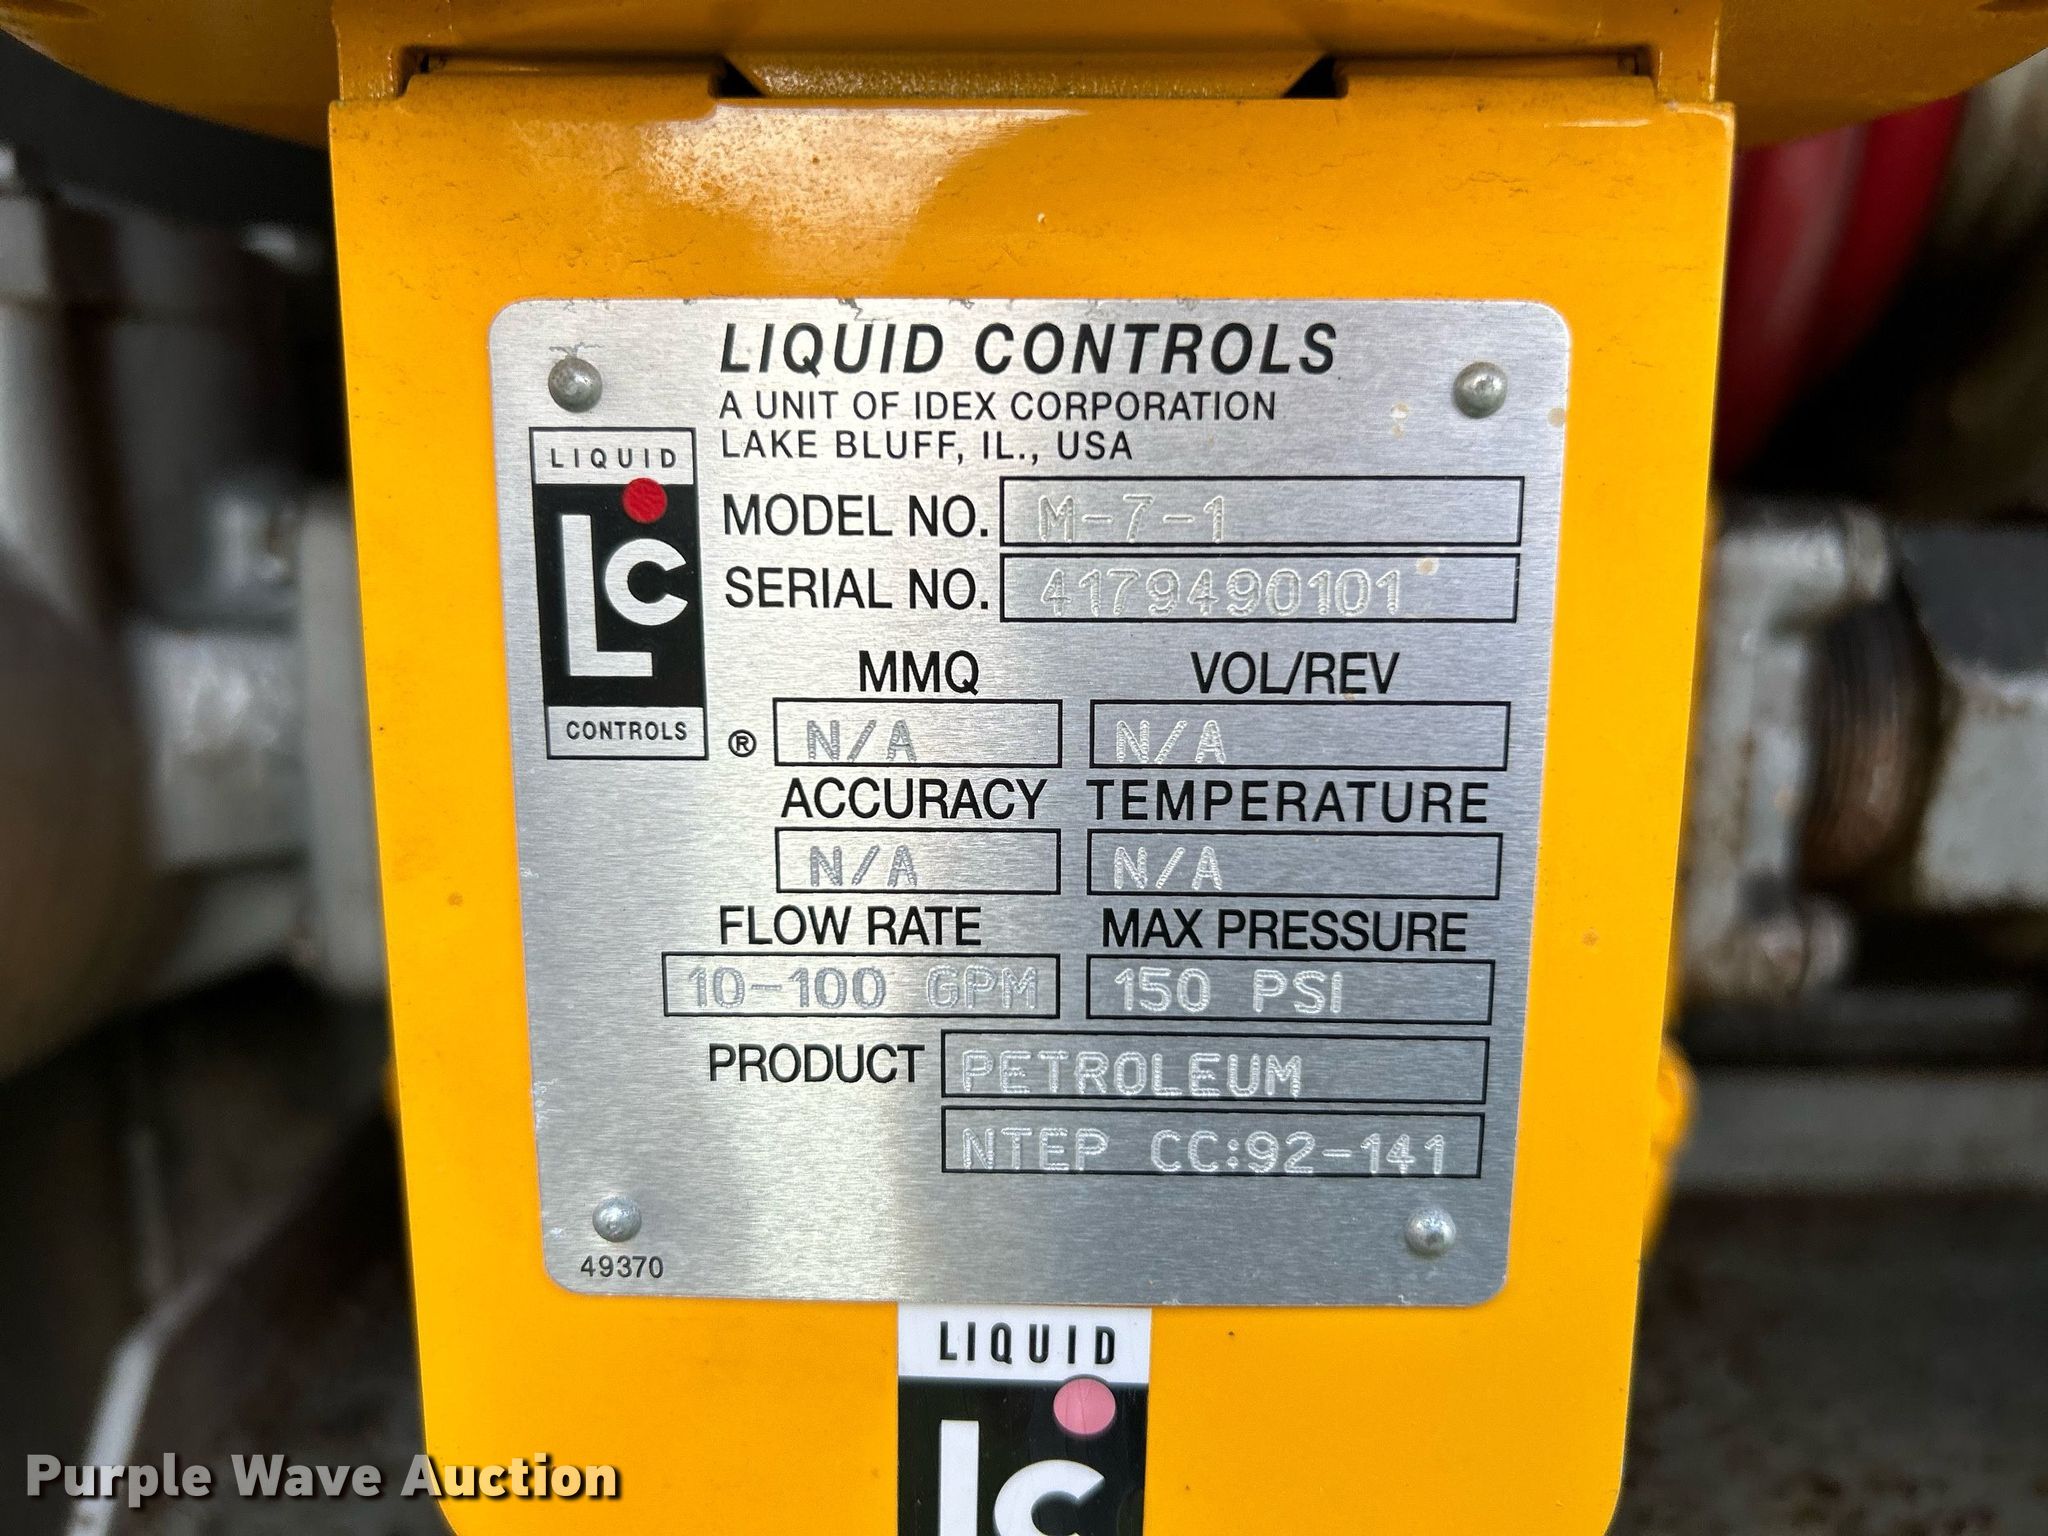 LIQUID CONTROLS
A UNIT OF IDEX CORPORATION
LAKE BLUFF, IL., USA
LIQUID
LC
CONTROLS
®
MODEL NO. M-7-1
SERIAL NO. 4179490101
MMQ VOL/REV
N/A N/A
ACCURACY TEMPERATURE
N/A N/A
FLOW RATE MAX PRESSURE
10-100 GPM 150 PSI
PRODUCT PETROLEUM
NTEP CC:92-141
49370
LIQUID
LC
Purple Wave Auction